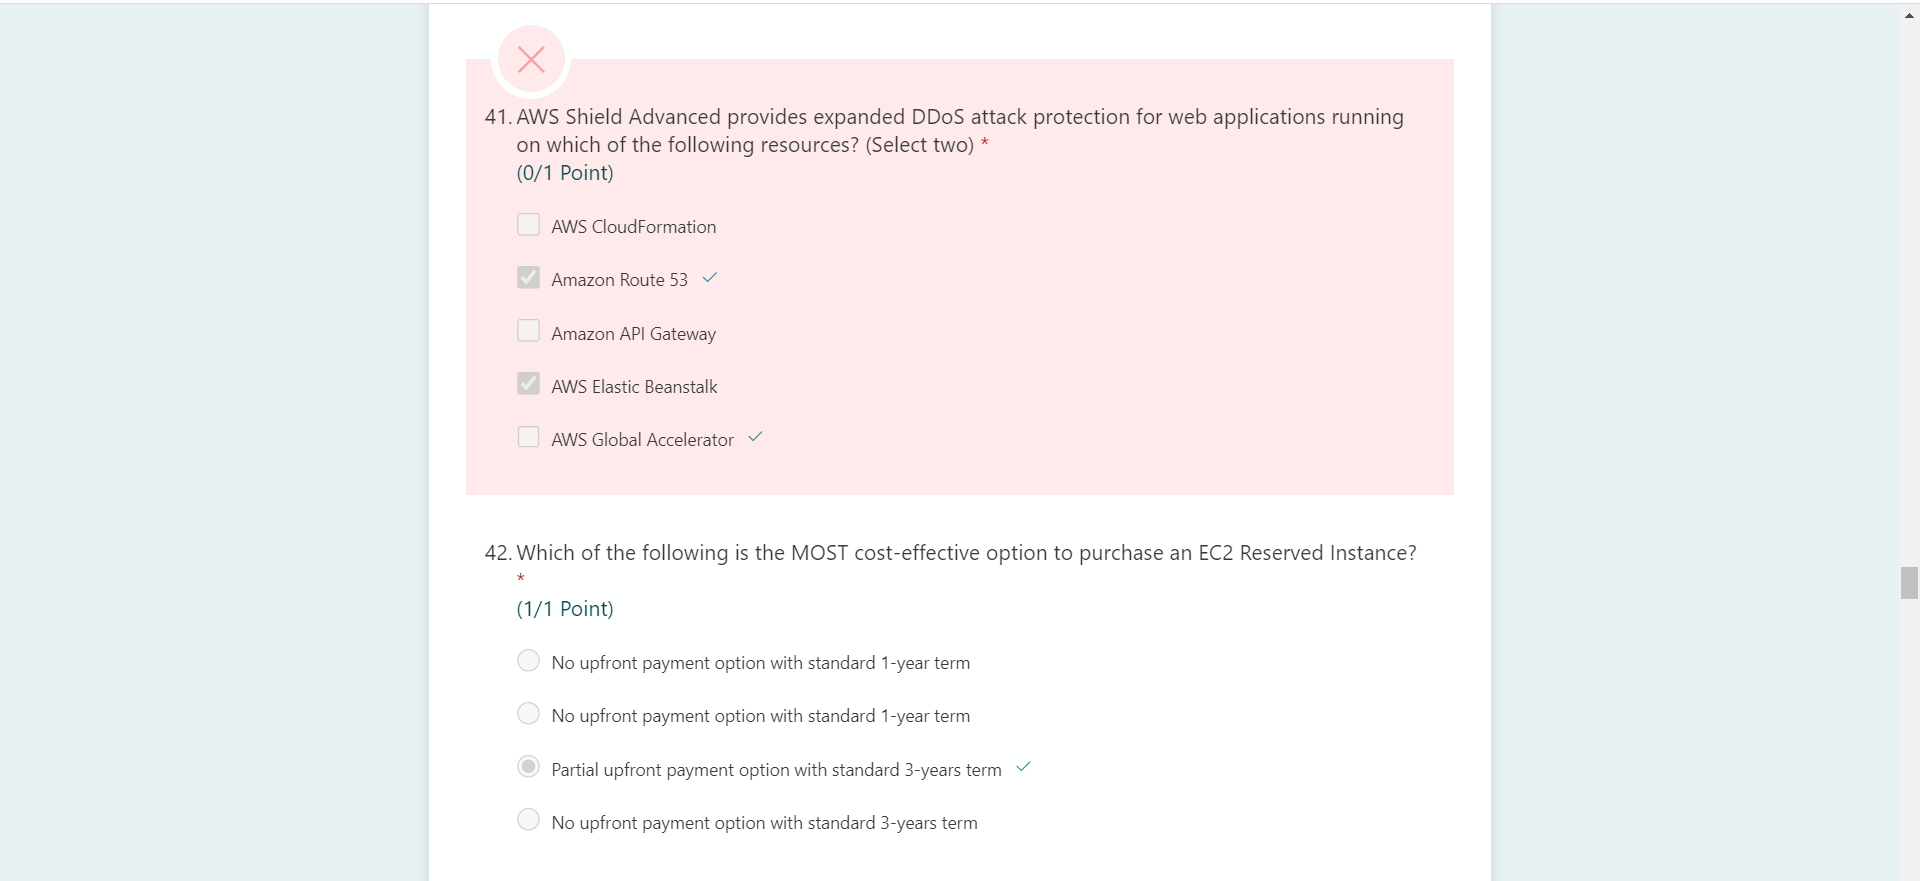 41. AWS Shield Advanced provides expanded DDoS attack protection for web applications running
on which of the following resources? (Select two) *
(0/1 Point)
AWS CloudFormation
Amazon Route 53
Amazon API Gateway
AWS Elastic Beanstalk
AWS Global Accelerator
42. Which of the following is the MOST cost-effective option to purchase an EC2 Reserved Instance?
*
(1/1 Point)
No upfront payment option with standard 1-year term
No upfront payment option with standard 1-year term
Partial upfront payment option with standard 3-years term
No upfront payment option with standard 3-years term